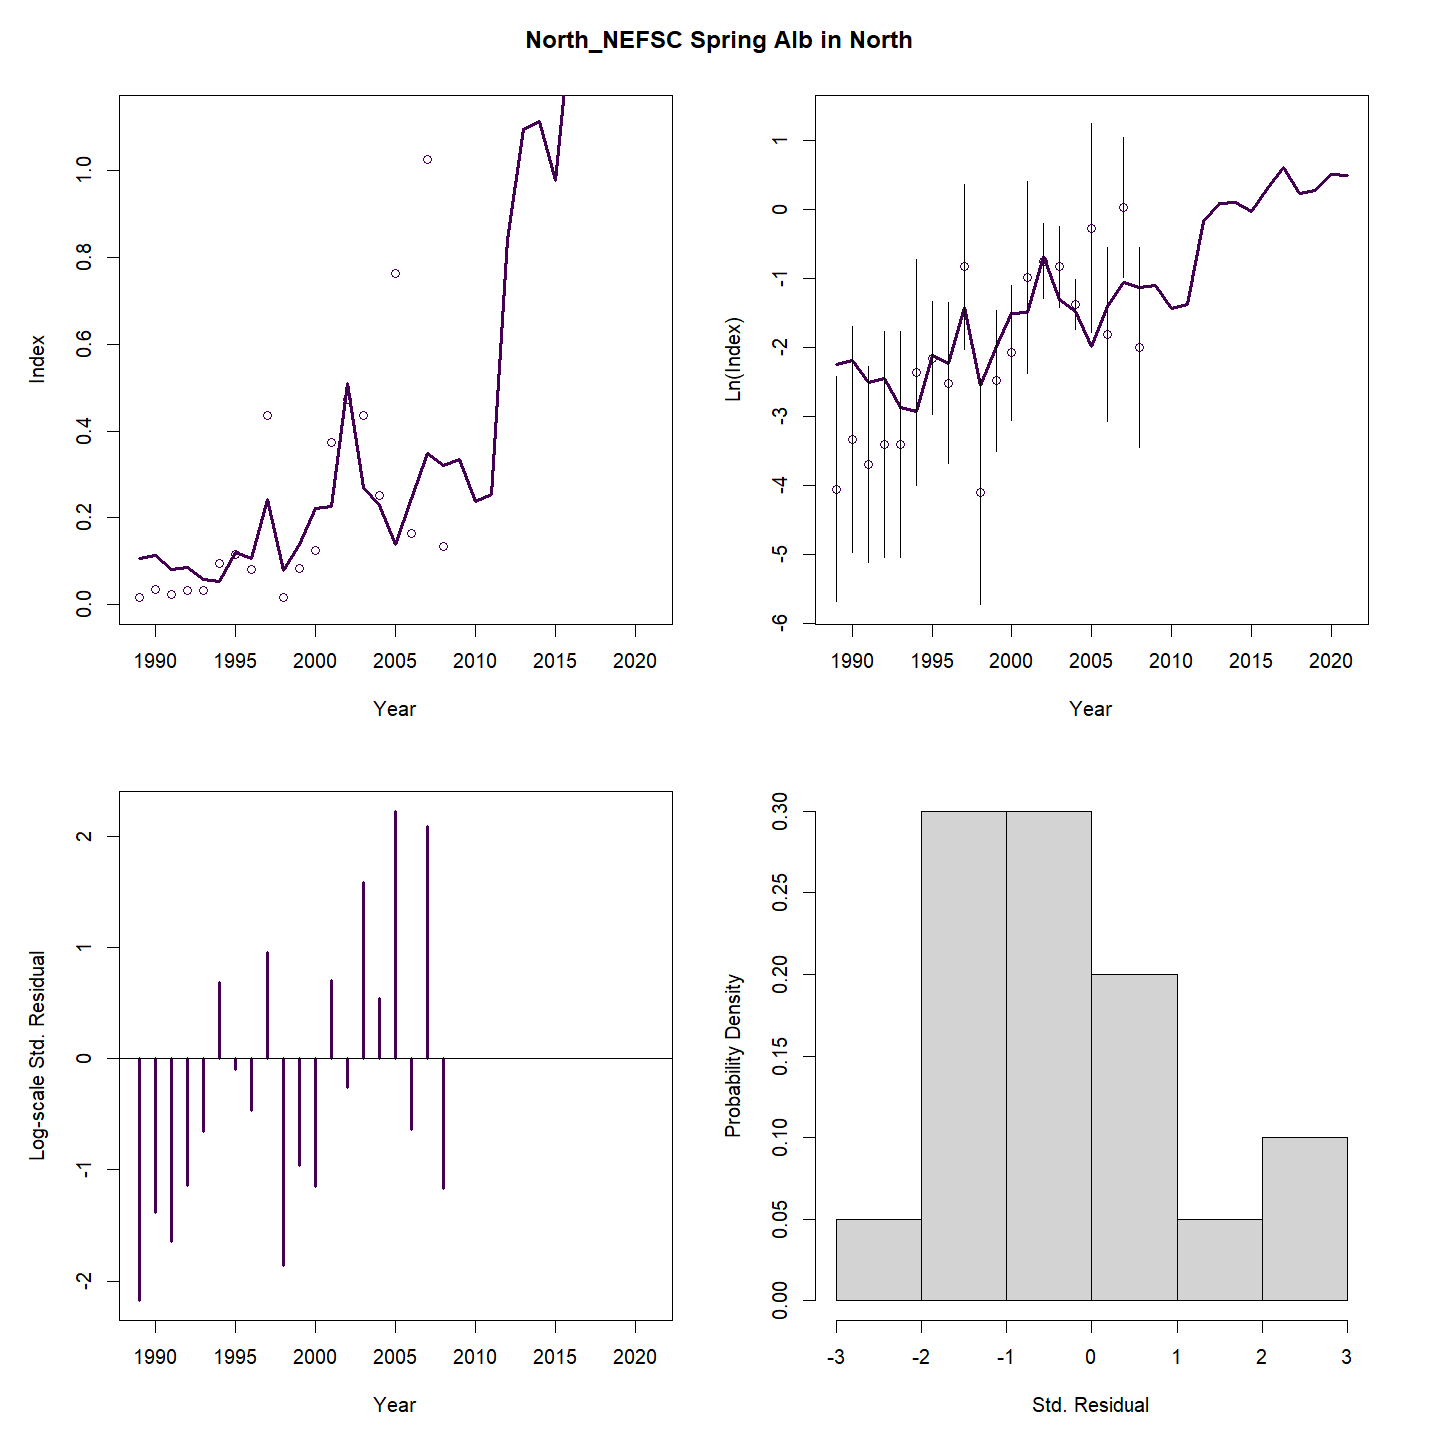 North_NEFSC Spring Alb in North
Index
0.0 0.2 0.4 0.6 0.8 1.0
1990 1995 2000 2005 2010 2015 2020
Year
Ln(Index)
-6 -5 -4 -3 -2 -1 0 1
1990 1995 2000 2005 2010 2015 2020
Year
Log-scale Std. Residual
-2 -1 0 1 2
1990 1995 2000 2005 2010 2015 2020
Year
Probability Density
0.00 0.05 0.10 0.15 0.20 0.25 0.30
-3 -2 -1 0 1 2 3
Std. Residual